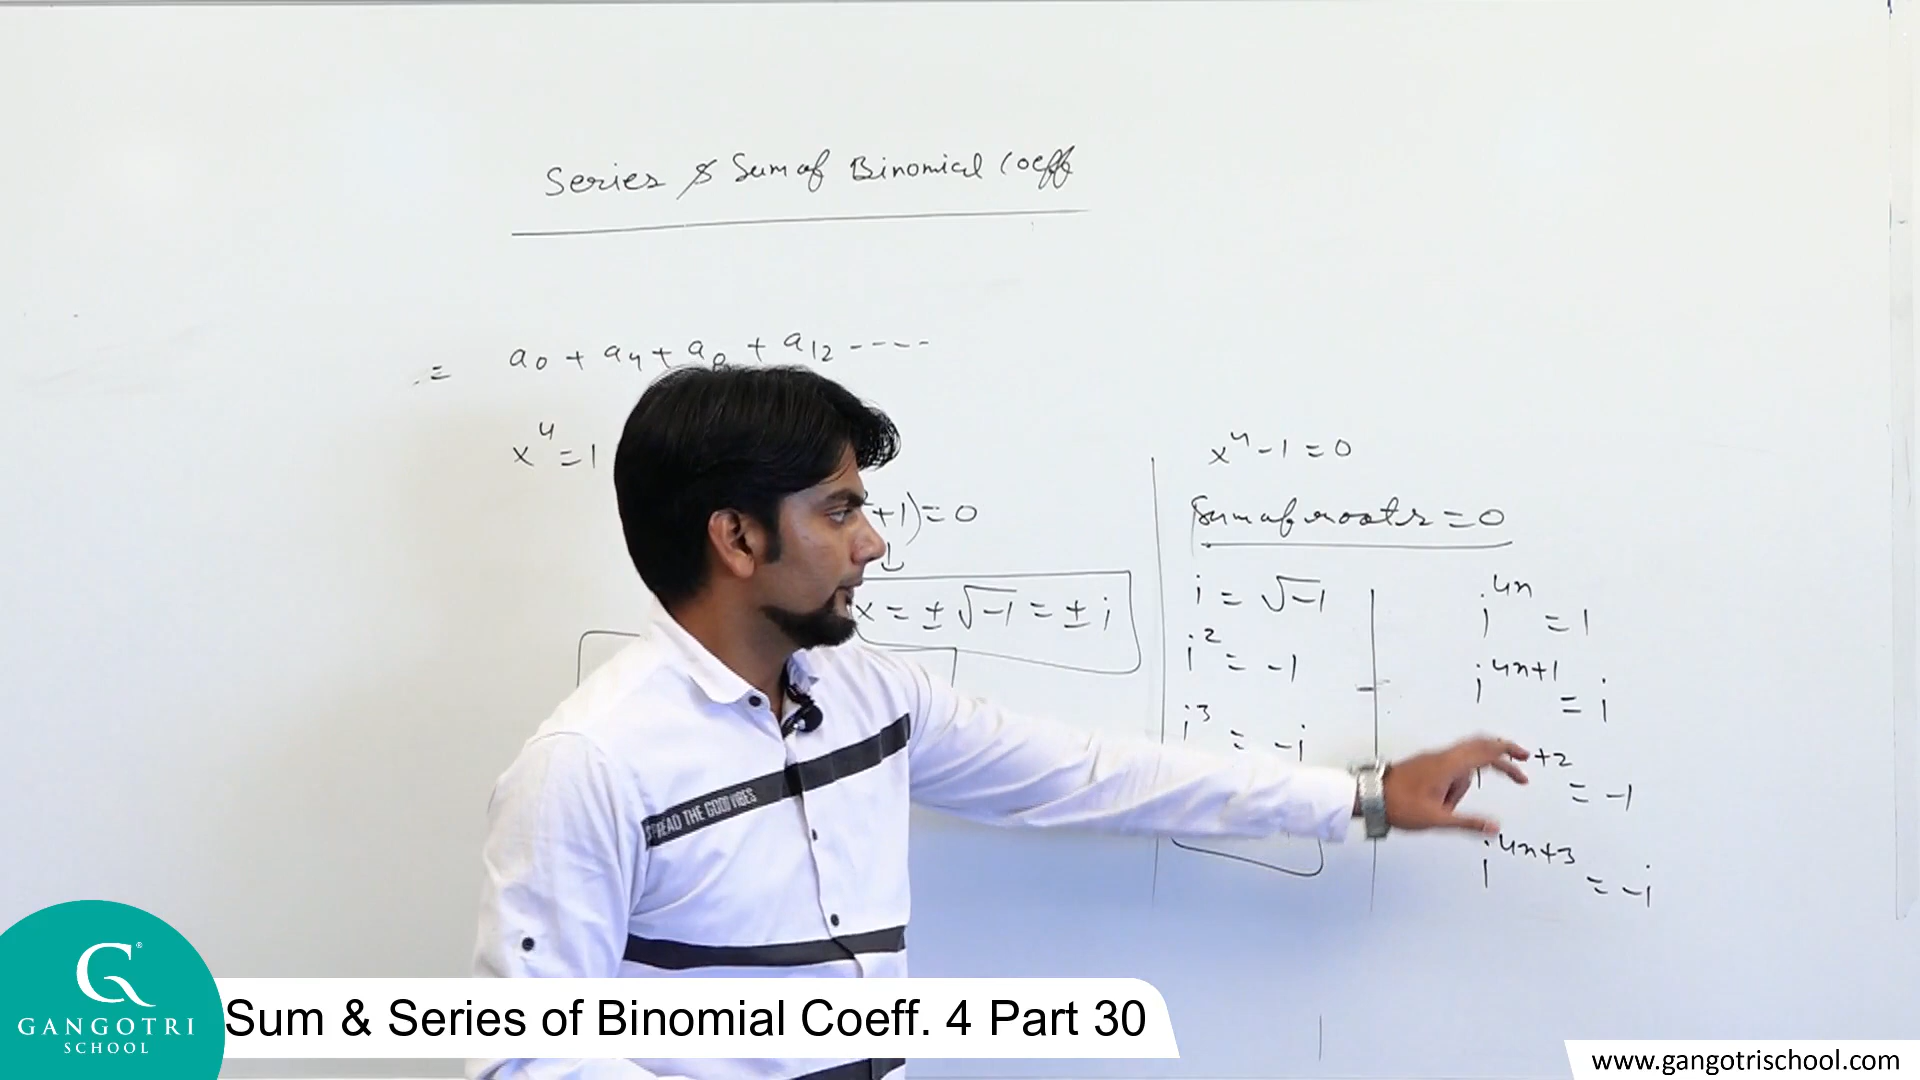 Series & Sum of Binomial Coeff
= a0 + a4 + a8 + a12 ----
x^4 = 1
+1) = 0
x = ± √-1 = ± i
x^4 - 1 = 0
Sum of roots = 0
i = √-1
i^2 = -1
i^3 = -i
i^4n = 1
i^4n+1 = i
+2 = -1
i^4n+3 = -i
SPREAD THE GOOD VIBES
G
GANGOTRI
SCHOOL
Sum & Series of Binomial Coeff. 4 Part 30
www.gangotrischool.com